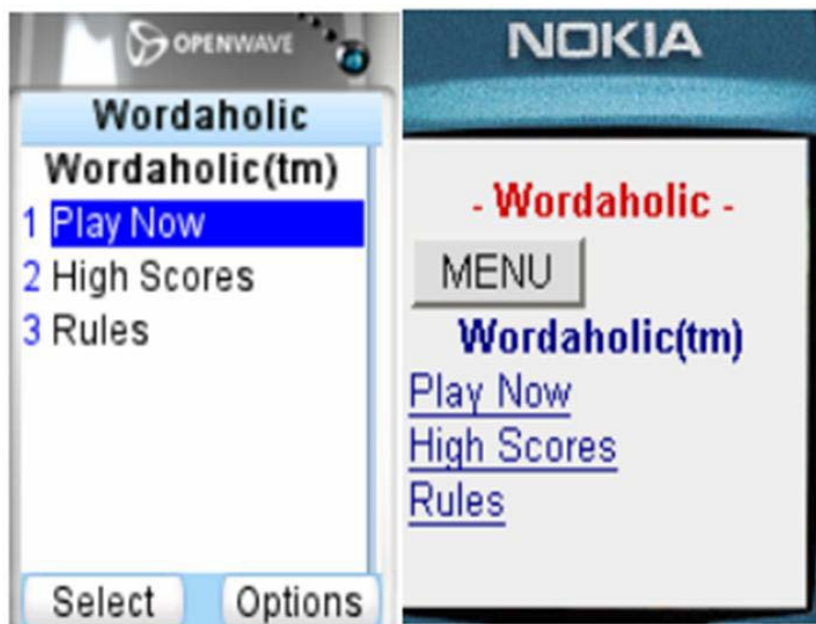 OPENWAVE
Wordaholic
Wordaholic(tm)
1 Play Now
2 High Scores
3 Rules
Select Options
NOKIA
- Wordaholic -
MENU
Wordaholic(tm)
Play Now
High Scores
Rules